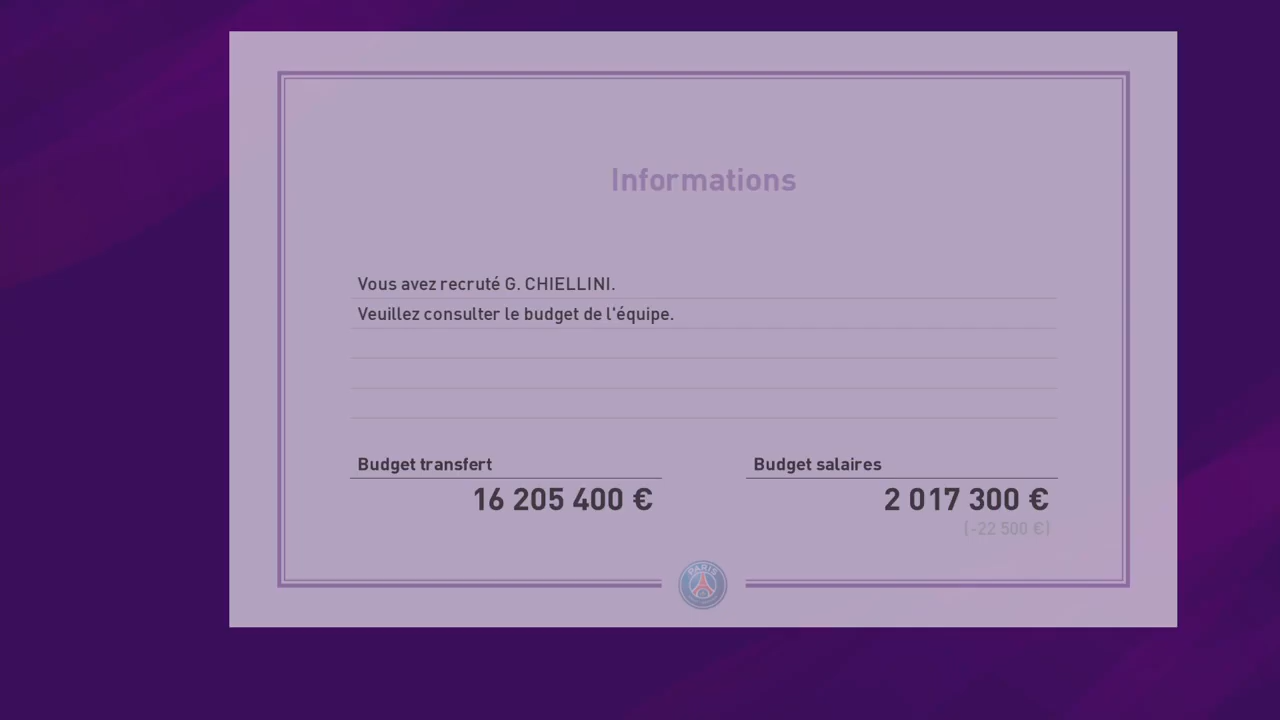 Informations
Vous avez recruté G. CHIELLINI.
Veuillez consulter le budget de l'équipe.
Budget transfert
16 205 400 €
Budget salaires
2 017 300 €
(-22 500 €)
PARIS